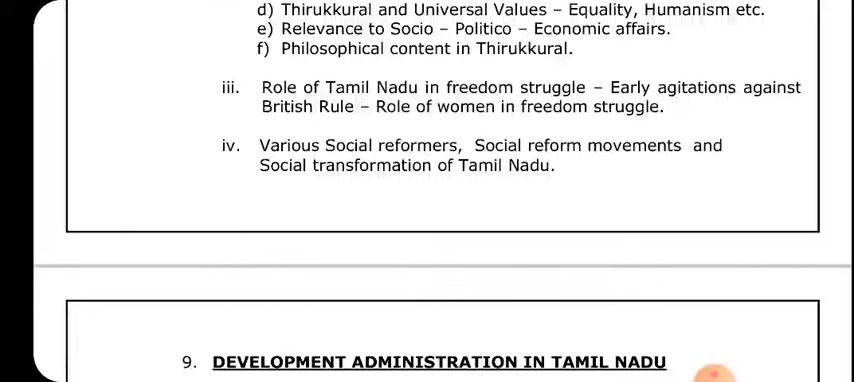 d) Thirukkural and Universal Values – Equality, Humanism etc.
e) Relevance to Socio – Politico – Economic affairs.
f) Philosophical content in Thirukkural.
iii. Role of Tamil Nadu in freedom struggle – Early agitations against
British Rule – Role of women in freedom struggle.
iv. Various Social reformers, Social reform movements and
Social transformation of Tamil Nadu.
9. DEVELOPMENT ADMINISTRATION IN TAMIL NADU